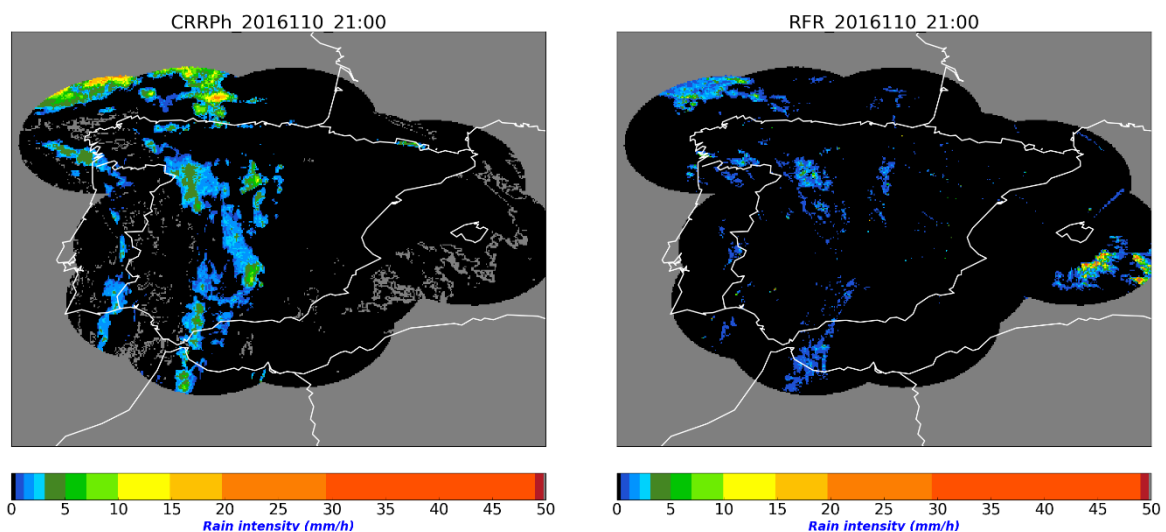 CRRPh_2016110_21:00
RFR_2016110_21:00
0 5 10 15 20 25 30 35 40 45 50
Rain intensity (mm/h)
0 5 10 15 20 25 30 35 40 45 50
Rain intensity (mm/h)